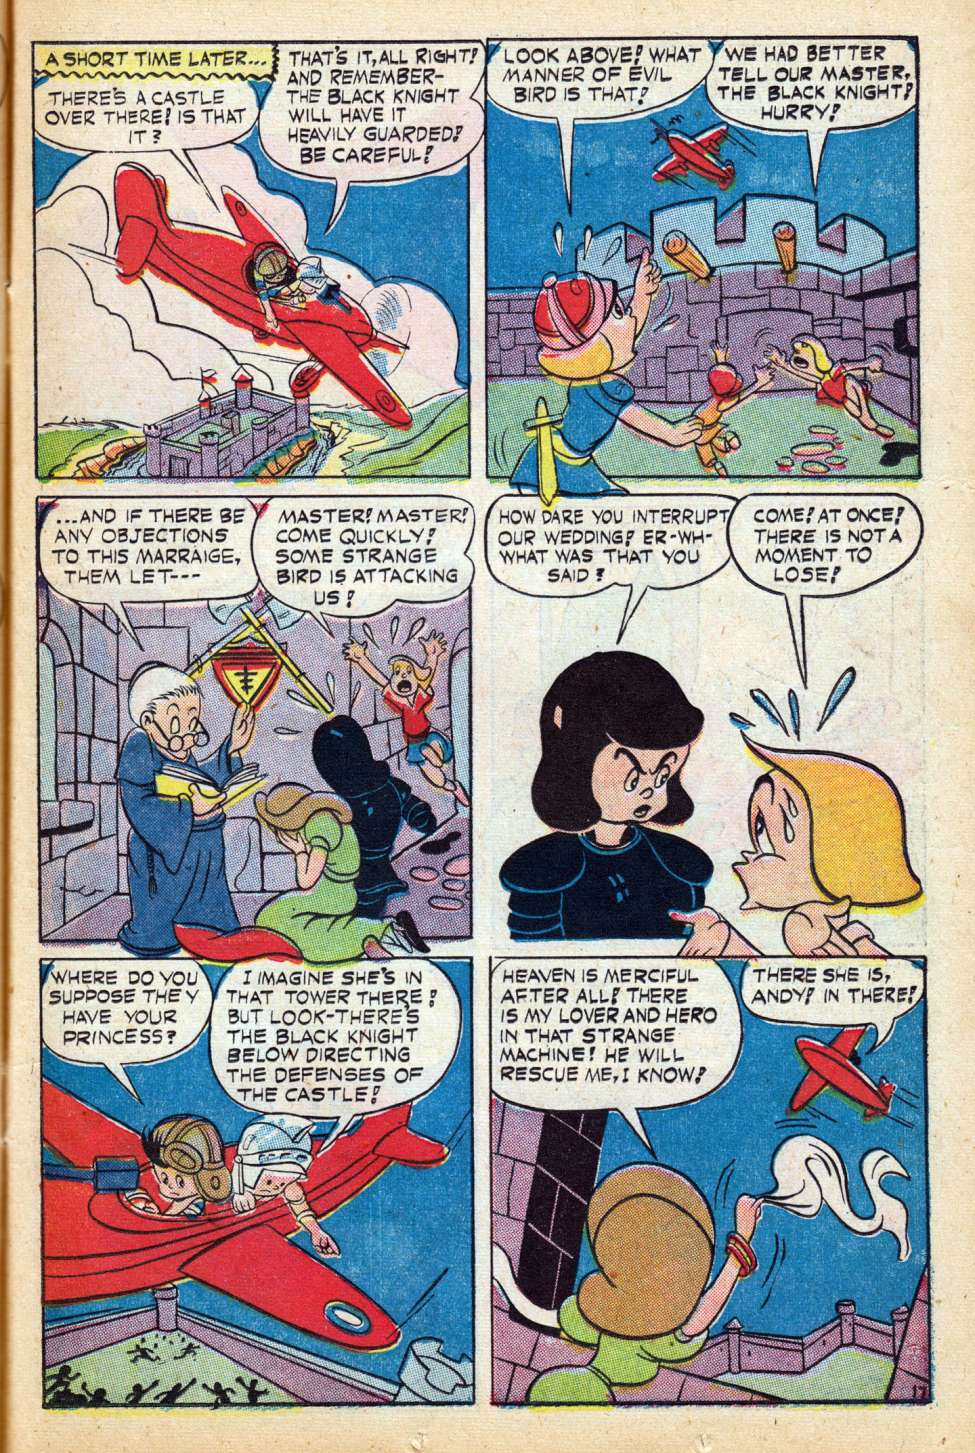 A SHORT TIME LATER...
THERE'S A CASTLE
OVER THERE! IS THAT
IT?
THAT'S IT, ALL RIGHT!
AND REMEMBER-
THE BLACK KNIGHT
WILL HAVE IT
HEAVILY GUARDED!
BE CAREFUL!
LOOK ABOVE! WHAT
MANNER OF EVIL
BIRD IS THAT!
WE HAD BETTER
TELL OUR MASTER,
THE BLACK KNIGHT!
HURRY!
...AND IF THERE BE
ANY OBJECTIONS
TO THIS MARRAIGE,
THEM LET---
MASTER! MASTER!
COME QUICKLY!
SOME STRANGE
BIRD IS ATTACKING
US!
HOW DARE YOU INTERRUPT
OUR WEDDING! ER-WH-
WHAT WAS THAT YOU
SAID?
COME! AT ONCE!
THERE IS NOT A
MOMENT TO
LOSE!
WHERE DO YOU
SUPPOSE THEY
HAVE YOUR
PRINCESS?
I IMAGINE SHE'S IN
THAT TOWER THERE!
BUT LOOK-THERE'S
THE BLACK KNIGHT
BELOW DIRECTING
THE DEFENSES OF
THE CASTLE!
HEAVEN IS MERCIFUL
AFTER ALL! THERE
IS MY LOVER AND HERO
IN THAT STRANGE
MACHINE! HE WILL
RESCUE ME, I KNOW!
THERE SHE IS,
ANDY! IN THERE!
17